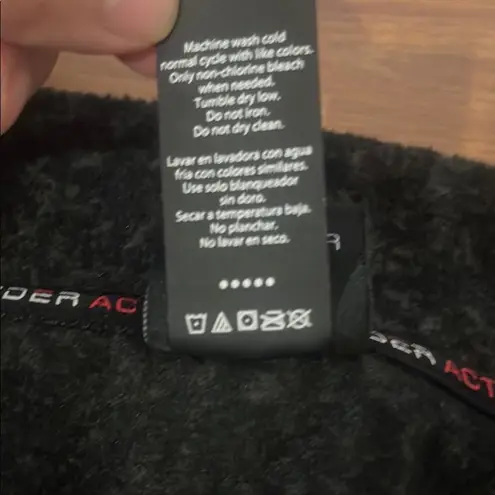 Machine wash cold
normal cycle with like colors.
Only non-chlorine bleach
when needed.
Tumble dry low.
Do not iron.
Do not dry clean.
Lavar en lavadora con agua
fria con colores similares.
Use solo blanqueador
sin cloro.
Secar a temperatura baja.
No planchar.
No lavar en seco.
R
DER AC
DER ACT